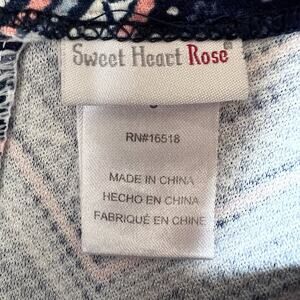 Sweet Heart Rose®
RN#16518
MADE IN CHINA
HECHO EN CHINA
FABRIQUÉ EN CHINE